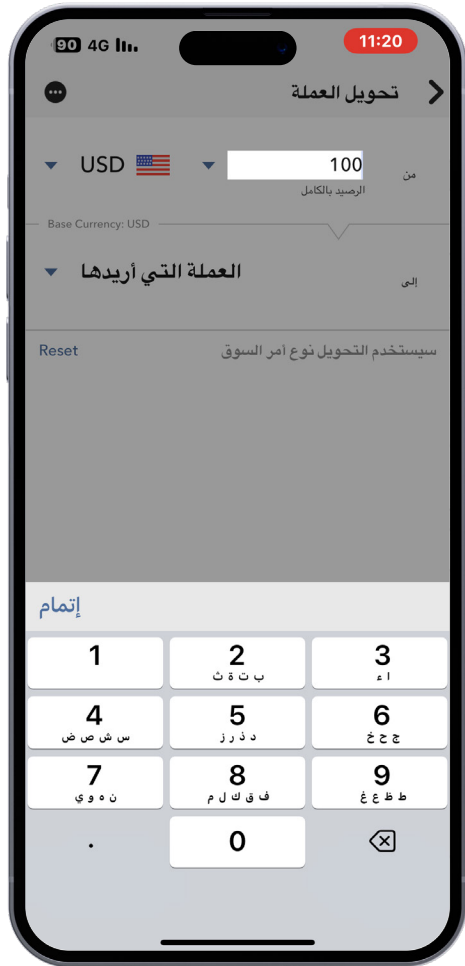 90 4G 11:20
تحويل العملة
من 100 USD
الرصيد بالكامل
Base Currency: USD
إلى العملة التي أريدها
سيستخدم التحويل نوع أمر السوق Reset
إتمام
1 2 3
ب ت ة ث ا ء
4 5 6
س ش ص ض د ذ ر ز ج ح خ
7 8 9
ن ه و ي ف ق ك ل م ط ظ ع غ
. 0